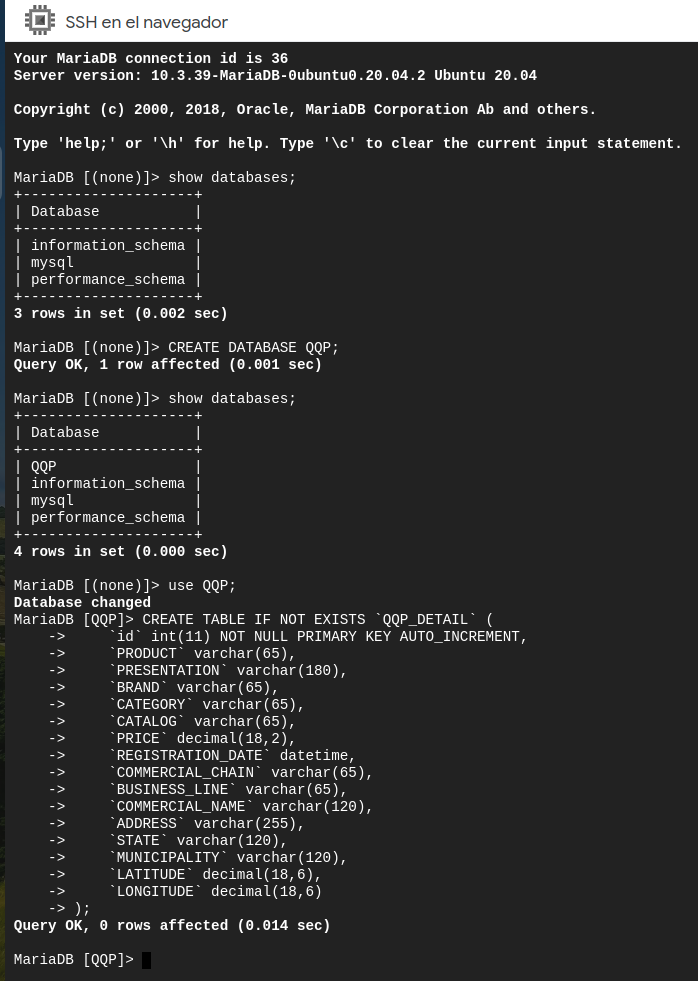 SSH en el navegador
Your MariaDB connection id is 36
Server version: 10.3.39-MariaDB-0ubuntu0.20.04.2 Ubuntu 20.04
Copyright (c) 2000, 2018, Oracle, MariaDB Corporation Ab and others.
Type 'help;' or '\h' for help. Type '\c' to clear the current input statement.
MariaDB [(none)]> show databases;
+--------------------+
| Database           |
+--------------------+
| information_schema |
| mysql              |
| performance_schema |
+--------------------+
3 rows in set (0.002 sec)
MariaDB [(none)]> CREATE DATABASE QQP;
Query OK, 1 row affected (0.001 sec)
MariaDB [(none)]> show databases;
+--------------------+
| Database           |
+--------------------+
| QQP                |
| information_schema |
| mysql              |
| performance_schema |
+--------------------+
4 rows in set (0.000 sec)
MariaDB [(none)]> use QQP;
Database changed
MariaDB [QQP]> CREATE TABLE IF NOT EXISTS `QQP_DETAIL` (
    ->     `id` int(11) NOT NULL PRIMARY KEY AUTO_INCREMENT,
    ->     `PRODUCT` varchar(65),
    ->     `PRESENTATION` varchar(180),
    ->     `BRAND` varchar(65),
    ->     `CATEGORY` varchar(65),
    ->     `CATALOG` varchar(65),
    ->     `PRICE` decimal(18,2),
    ->     `REGISTRATION_DATE` datetime,
    ->     `COMMERCIAL_CHAIN` varchar(65),
    ->     `BUSINESS_LINE` varchar(65),
    ->     `COMMERCIAL_NAME` varchar(120),
    ->     `ADDRESS` varchar(255),
    ->     `STATE` varchar(120),
    ->     `MUNICIPALITY` varchar(120),
    ->     `LATITUDE` decimal(18,6),
    ->     `LONGITUDE` decimal(18,6)
    -> );
Query OK, 0 rows affected (0.014 sec)
MariaDB [QQP]>